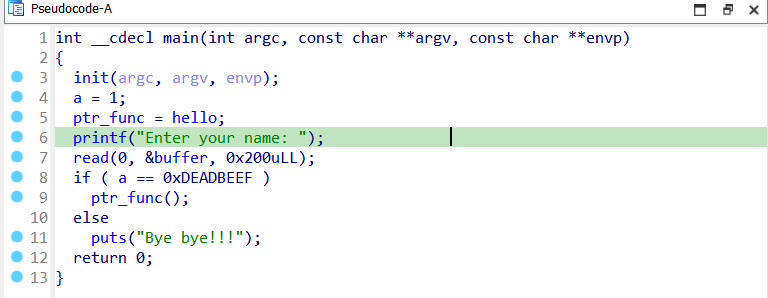 Pseudocode-A
1 int __cdecl main(int argc, const char **argv, const char **envp)
2 {
3   init(argc, argv, envp);
4   a = 1;
5   ptr_func = hello;
6   printf("Enter your name: ");
7   read(0, &buffer, 0x200uLL);
8   if ( a == 0xDEADBEEF )
9     ptr_func();
10   else
11     puts("Bye bye!!!");
12   return 0;
13 }